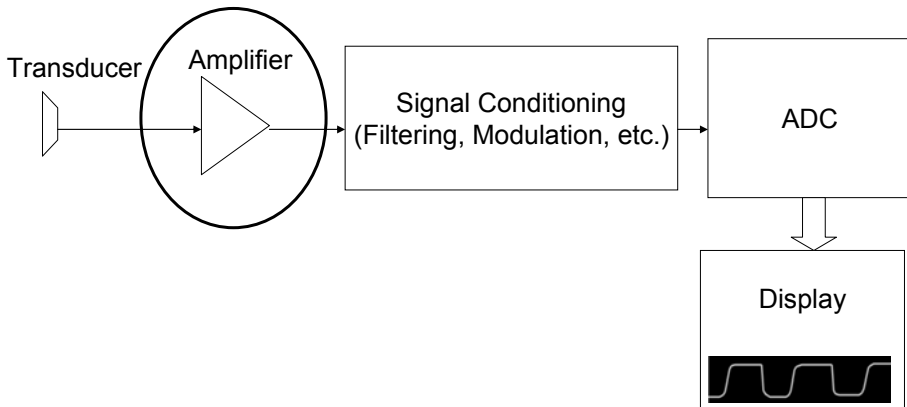 Transducer
Amplifier
Signal Conditioning
(Filtering, Modulation, etc.)
ADC
Display